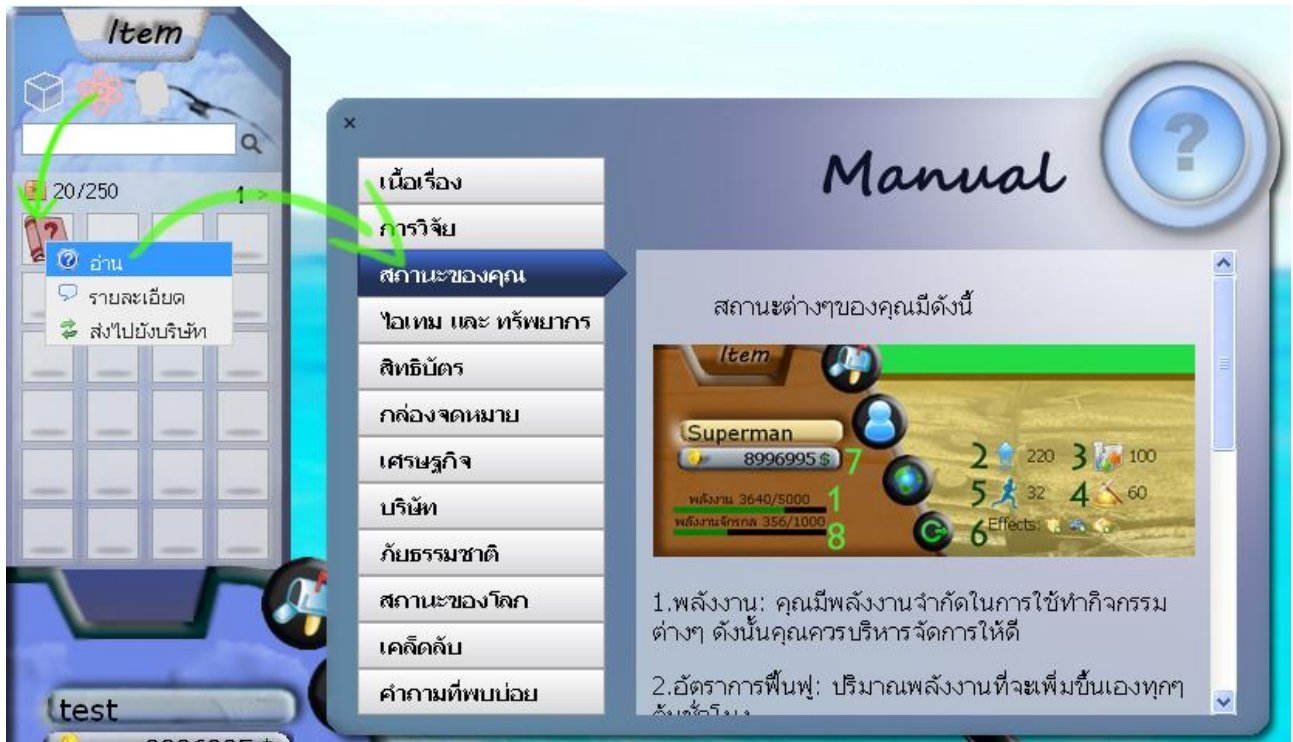 Item
20/250
1 >
อ่าน
รายละเอียด
ส่งไปยังบริษัท
test
×
Manual
?
เนื้อเรื่อง
การวิจัย
สถานะของคุณ
ไอเทม และ ทรัพยากร
สิทธิบัตร
กล่องจดหมาย
เศรษฐกิจ
บริษัท
ภัยธรรมชาติ
สถานะของโลก
เคล็ดลับ
คำถามที่พบบ่อย
สถานะต่างๆของคุณมีดังนี้
Item
Superman
8996995 $ 7
พลังงาน 3640/5000 1
พลังงานจักรกล 356/1000 8
2 220 3 100
5 32 4 60
6 Effects:
1.พลังงาน: คุณมีพลังงานจำกัดในการใช้ทำกิจกรรม
ต่างๆ ดังนั้นคุณควรบริหารจัดการให้ดี
2.อัตราการฟื้นฟู: ปริมาณพลังงานที่จะเพิ่มขึ้นเองทุกๆ